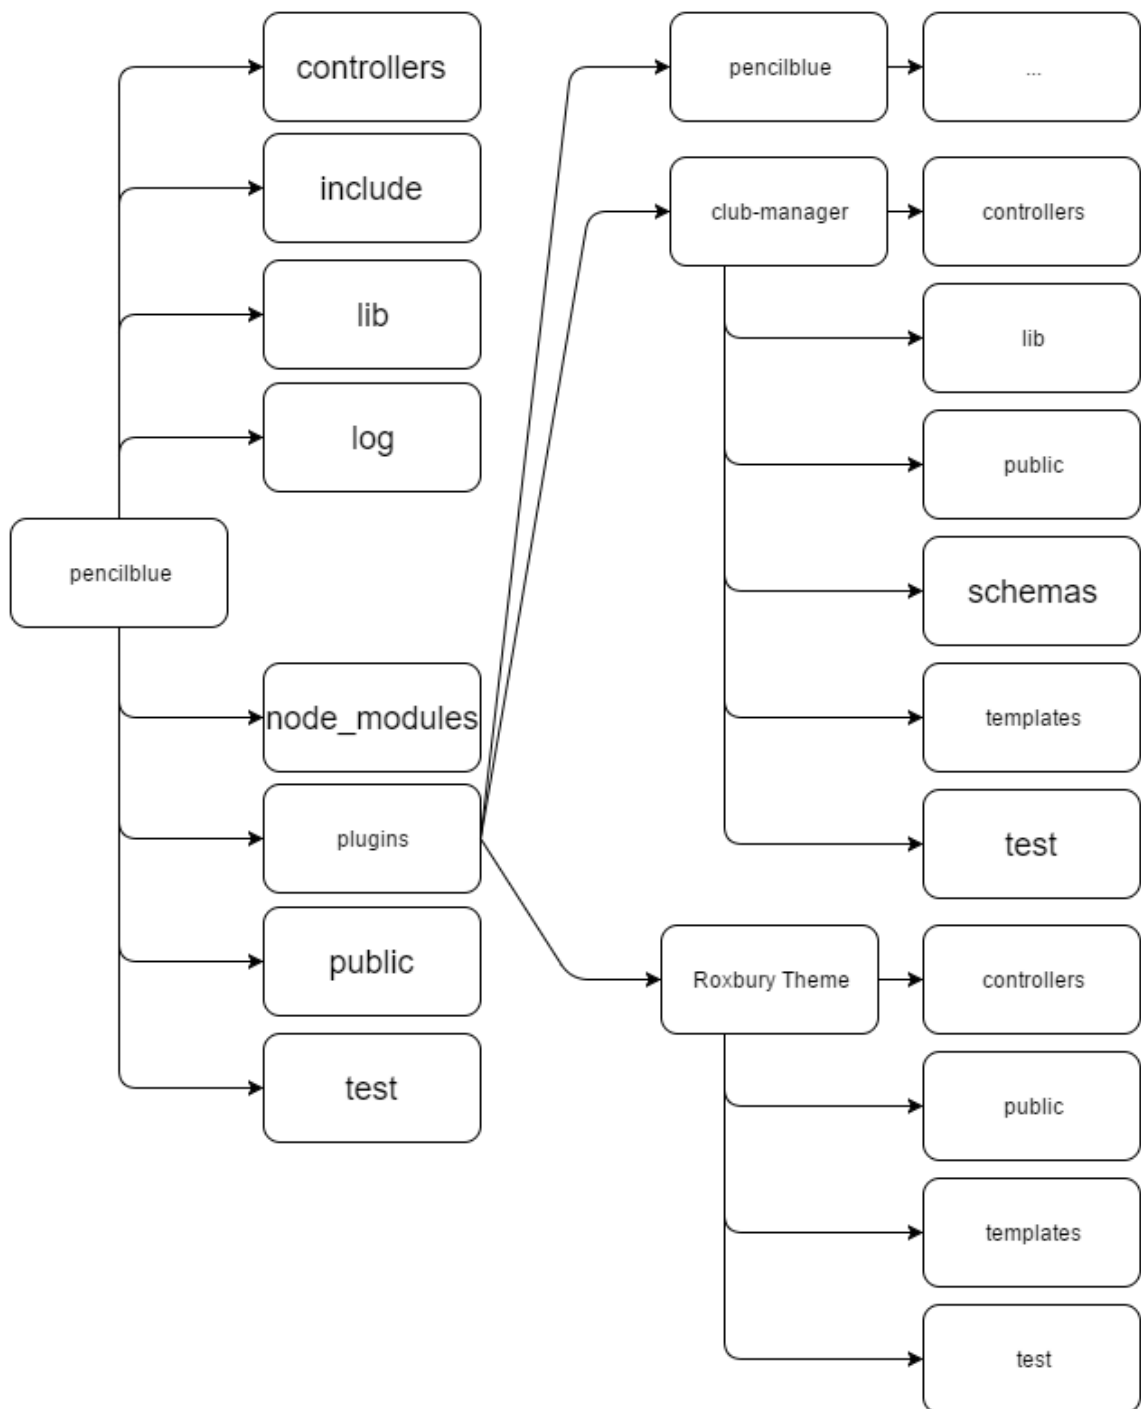 controllers
include
lib
log
pencilblue
node_modules
plugins
public
test
pencilblue
...
club-manager
controllers
lib
public
schemas
templates
test
Roxbury Theme
controllers
public
templates
test